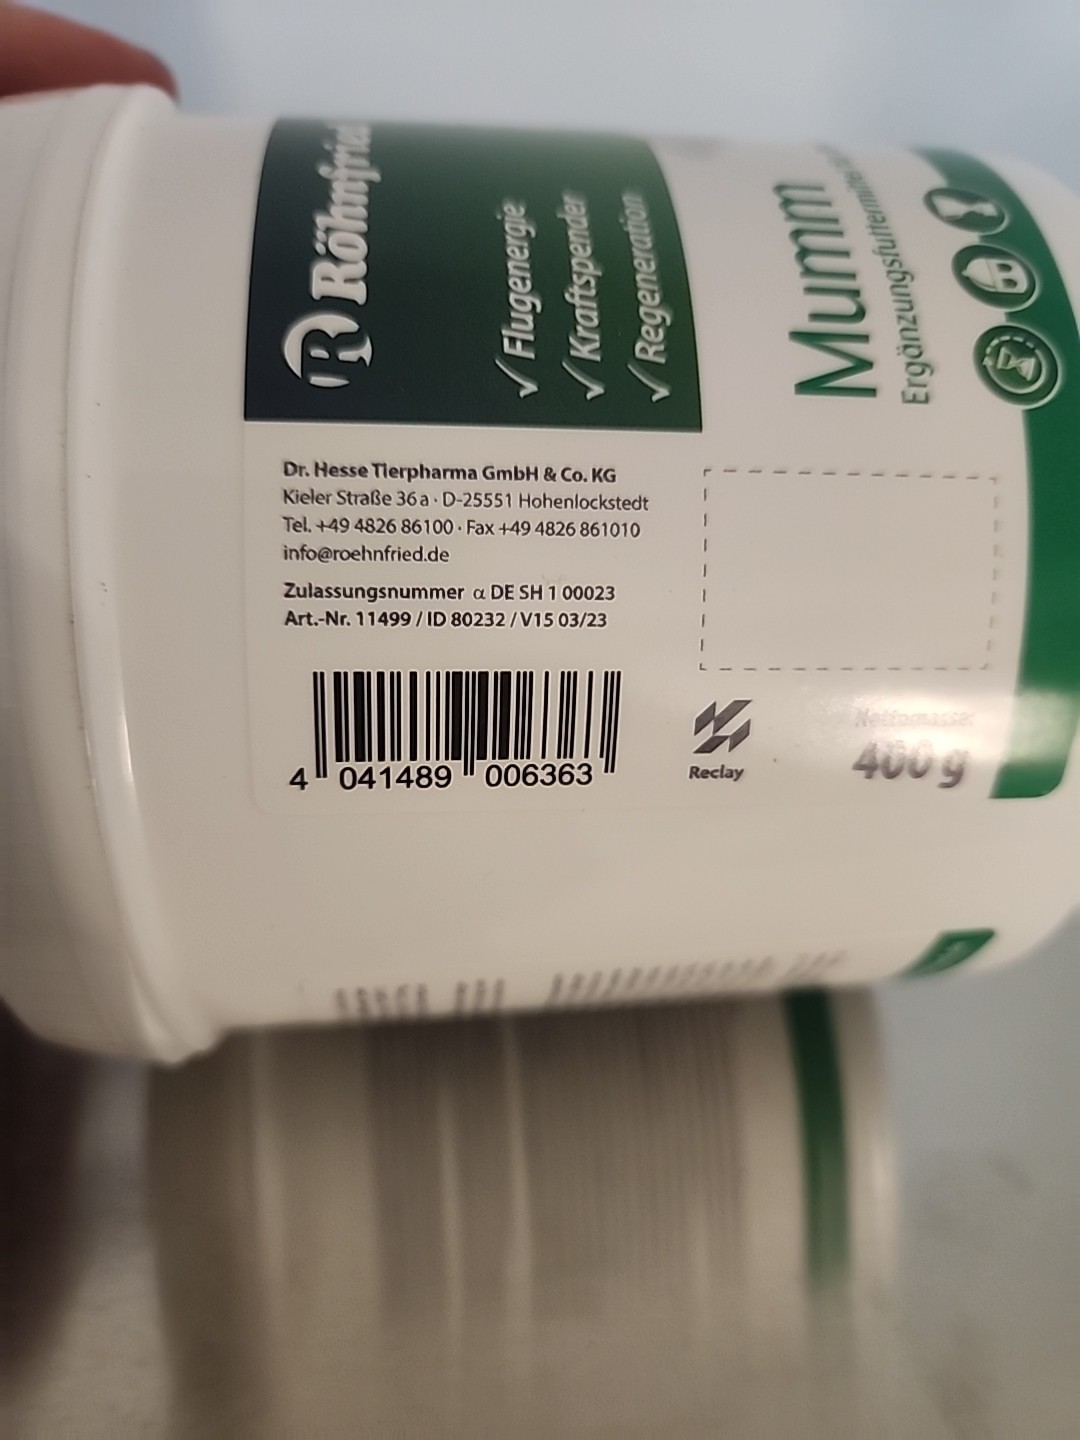 Röhnfried
✓ Flugenergie
✓ Kraftspender
✓ Regeneration
Mumm
Dr. Hesse Tierpharma GmbH & Co. KG
Kieler Straße 36 a · D-25551 Hohenlockstedt
Tel. +49 4826 86100 · Fax +49 4826 861010
info@roehnfried.de
Zulassungsnummer α DE SH 1 00023
Art.-Nr. 11499 / ID 80232 / V15 03/23
4 041489 006363
Reclay
Nettomasse:
400 g